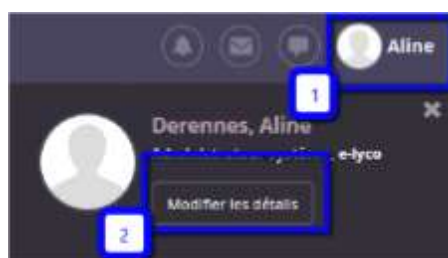 Aline
1
Derennes, Aline
e-lyco
Modifier les détails
2